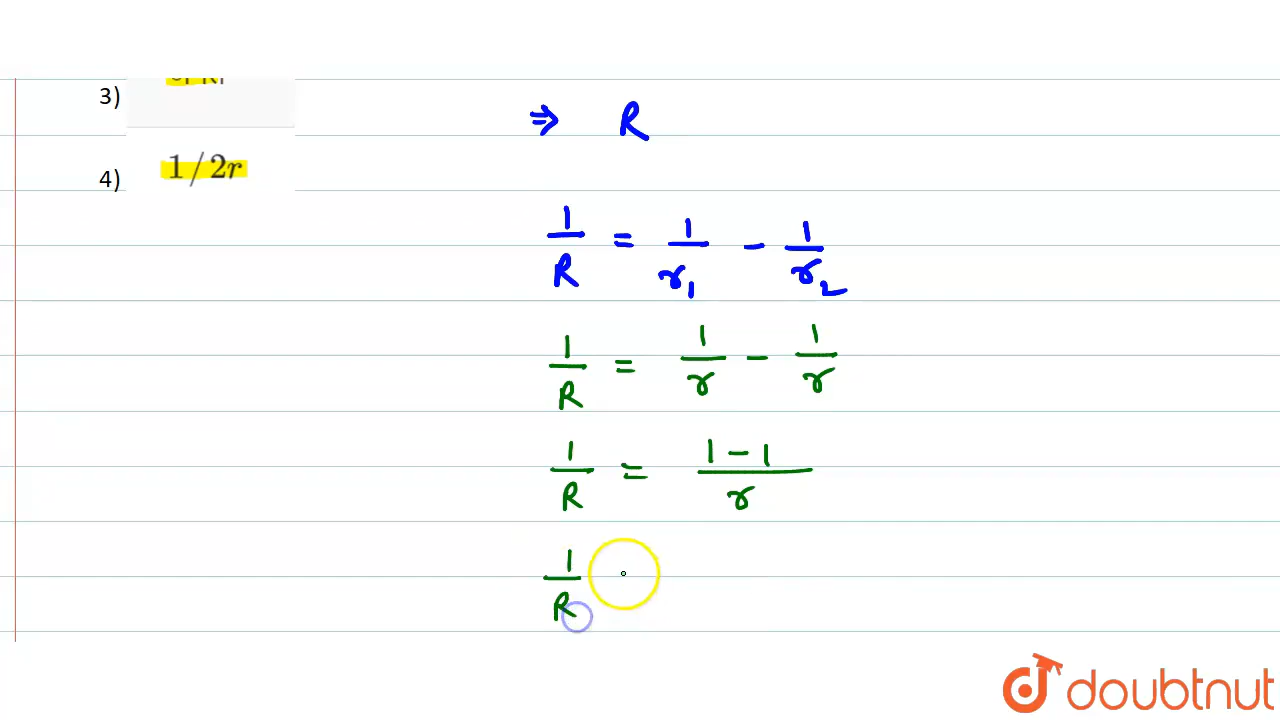 3)
⇒ R
4) 1 / 2r
1/R = 1/r₁ - 1/r₂
1/R = 1/r - 1/r
1/R = (1 - 1)/r
1/R
doubtnut